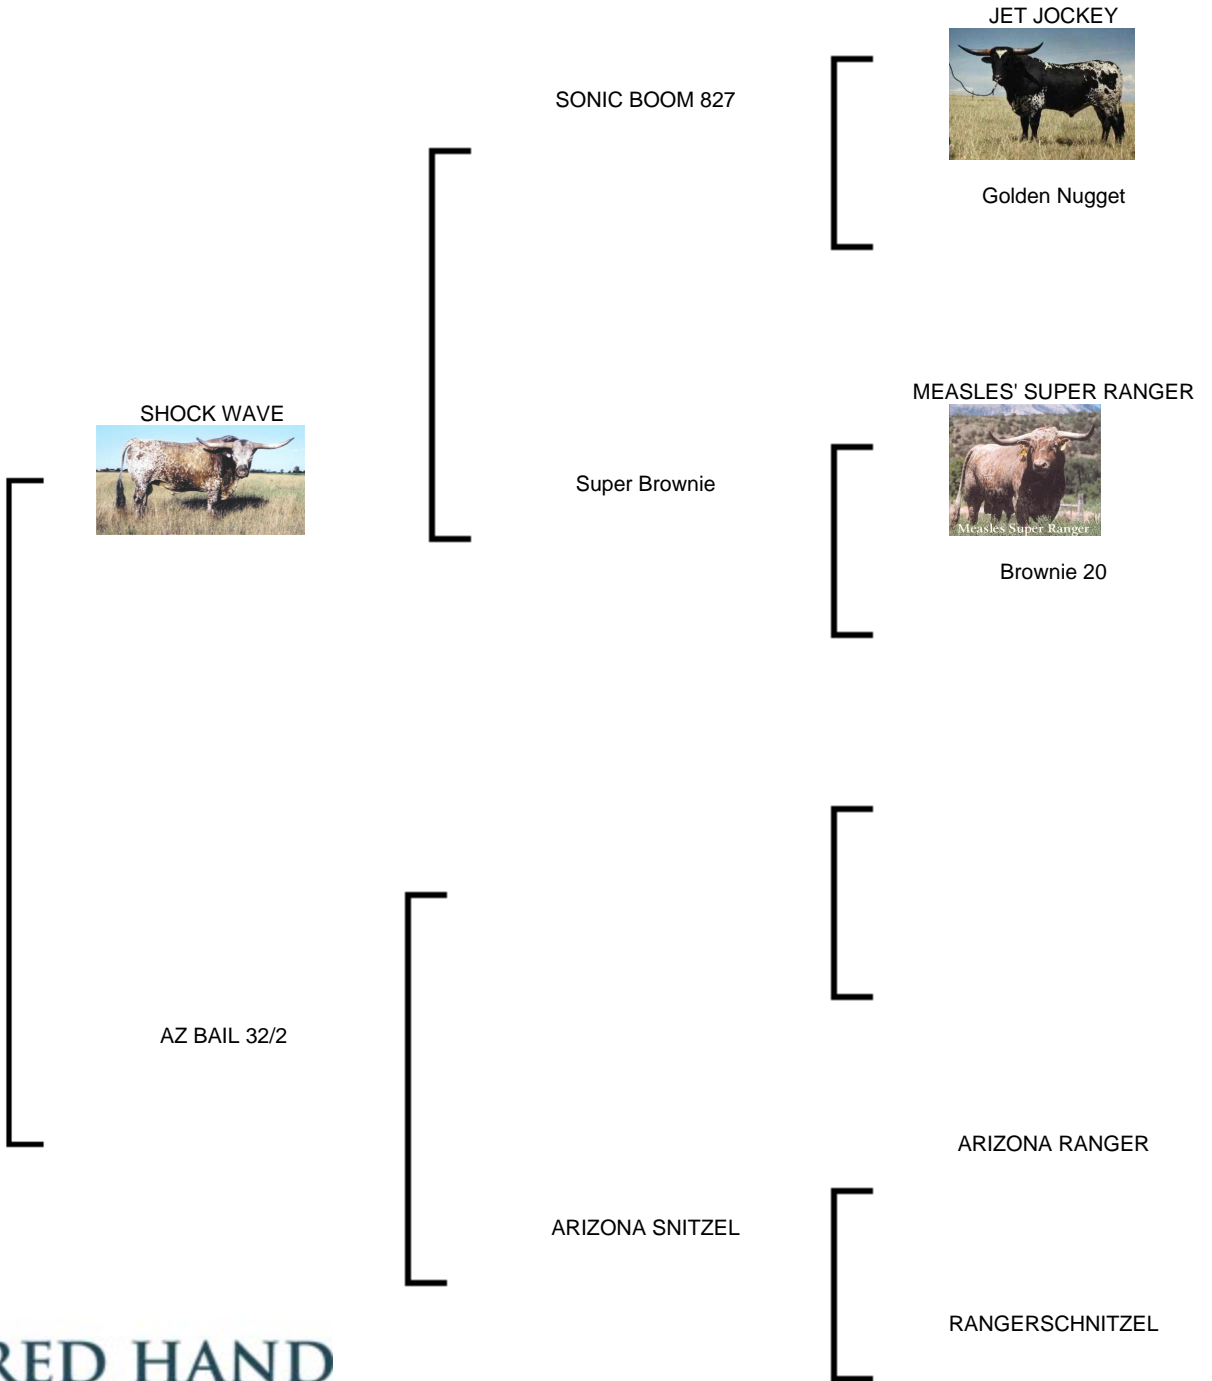 JET JOCKEY
SONIC BOOM 827
Golden Nugget
MEASLES' SUPER RANGER
SHOCK WAVE
Super Brownie
Measles Super Ranger
Brownie 20
AZ BAIL 32/2
ARIZONA RANGER
ARIZONA SNITZEL
RANGERSCHNITZEL
RED HAND